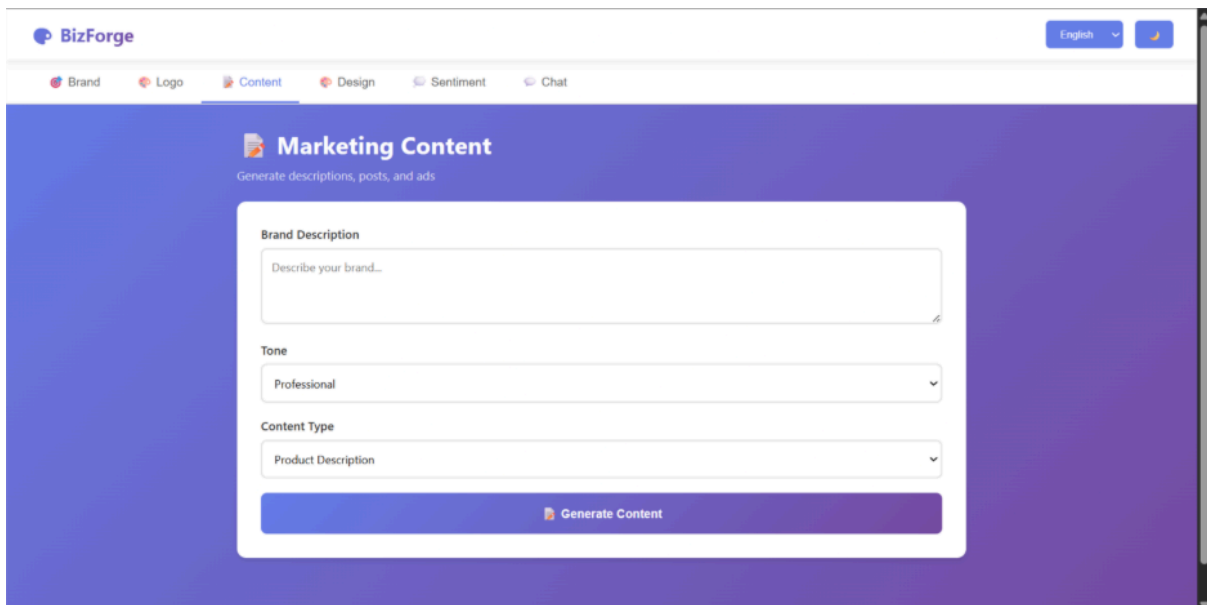 BizForge
English
Brand Logo Content Design Sentiment Chat
Marketing Content
Generate descriptions, posts, and ads
Brand Description
Describe your brand...
Tone
Professional
Content Type
Product Description
Generate Content